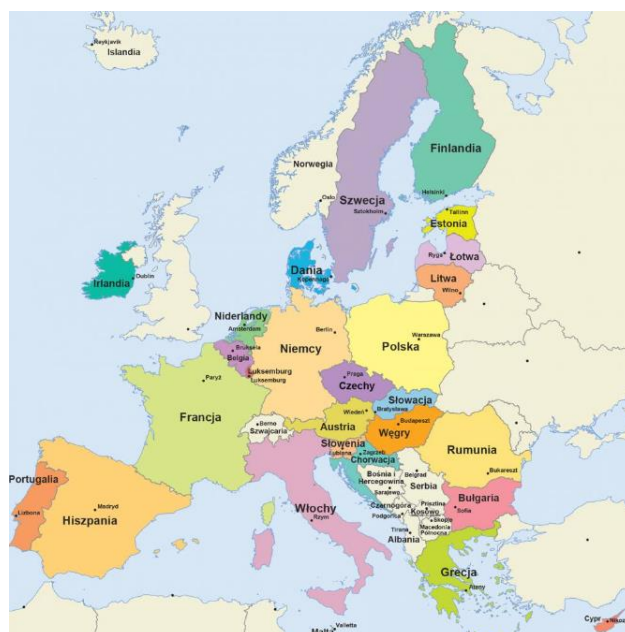 Reykjavik
Islandia
Norwegia
Oslo
Szwecja
Sztokholm
Finlandia
Helsinki
Tallinn
Estonia
Ryga
Łotwa
Litwa
Wilno
Dania
Kopenhaga
Dublin
Irlandia
Niderlandy
Amsterdam
Bruksela
Belgia
Luksemburg
Luksemburg
Berlin
Niemcy
Warszawa
Polska
Praga
Czechy
Słowacja
Bratysława
Wiedeń
Austria
Budapeszt
Węgry
Paryż
Francja
Berno
Szwajcaria
Słowenia
Lublana
Zagrzeb
Chorwacja
Rumunia
Bukareszt
Bośnia i
Hercegowina
Sarajewo
Belgrad
Serbia
Czarnogóra
Podgorica
Prisztina
Kosowo
Sofia
Bułgaria
Skopje
Macedonia
Północna
Tirana
Albania
Włochy
Rzym
Portugalia
Lizbona
Madryd
Hiszpania
Grecja
Ateny
Valletta
Malta
Cypr